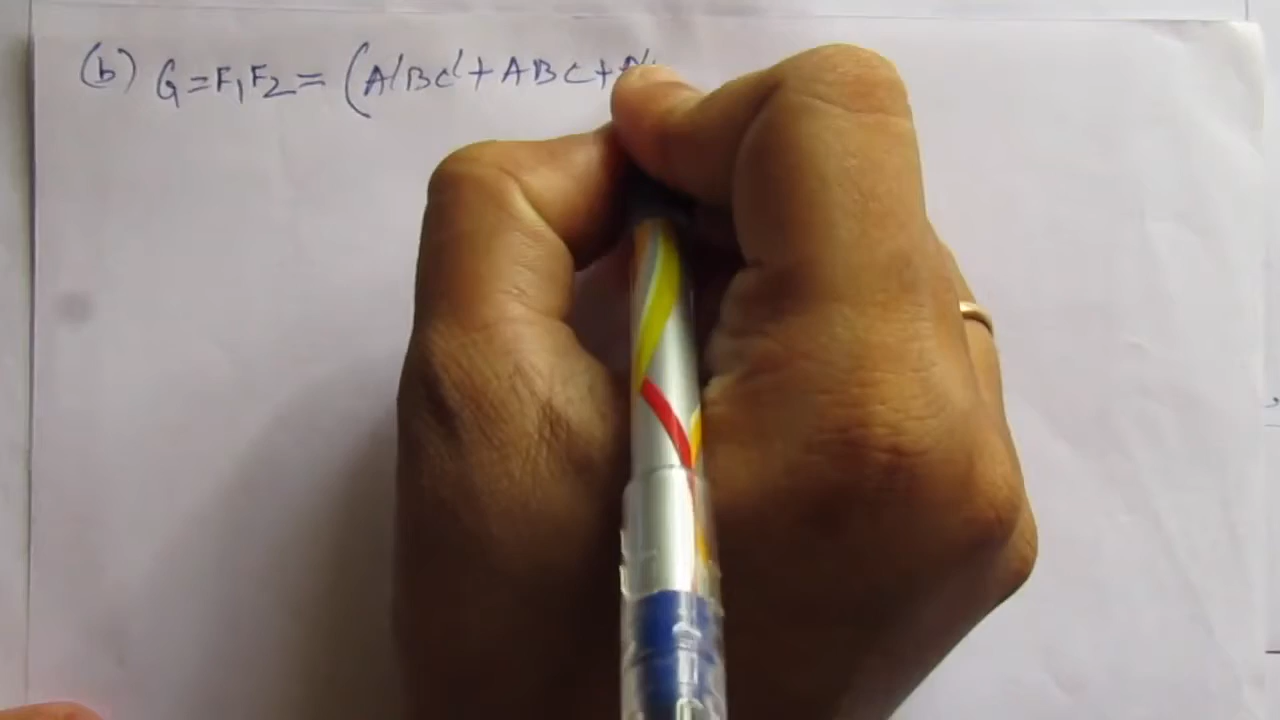 (b) G=F₁F₂ = (A'BC' + ABC + A'